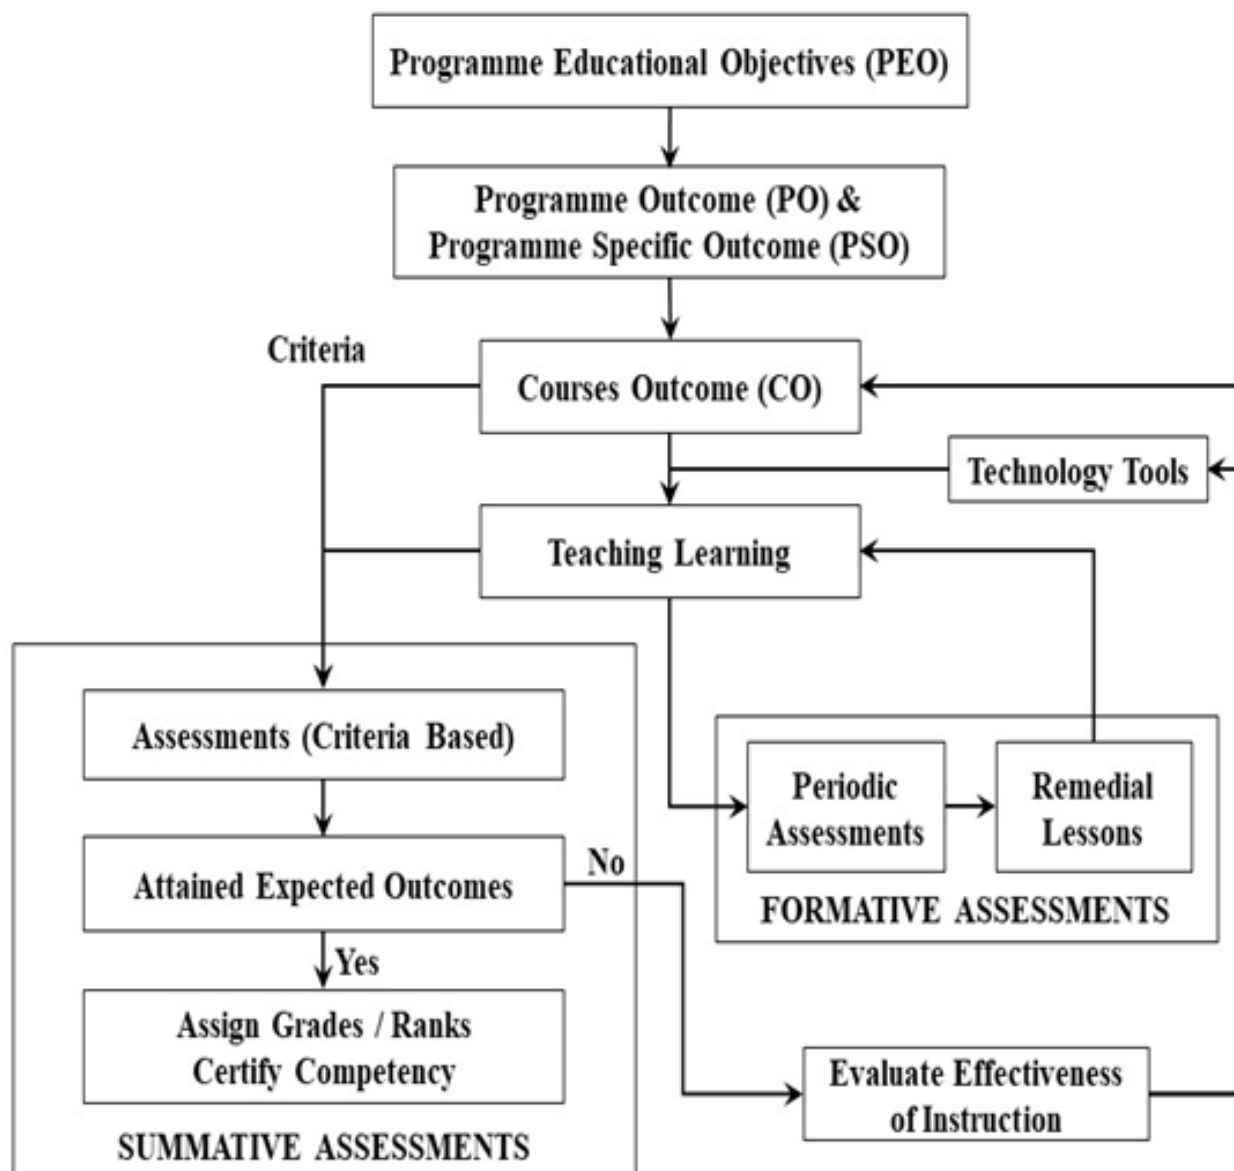 Programme Educational Objectives (PEO)
Programme Outcome (PO) &
Programme Specific Outcome (PSO)
Criteria
Courses Outcome (CO)
Technology Tools
Teaching Learning
Assessments (Criteria Based)
Periodic
Assessments
Remedial
Lessons
Attained Expected Outcomes
No
FORMATIVE ASSESSMENTS
Yes
Assign Grades / Ranks
Certify Competency
Evaluate Effectiveness
of Instruction
SUMMATIVE ASSESSMENTS